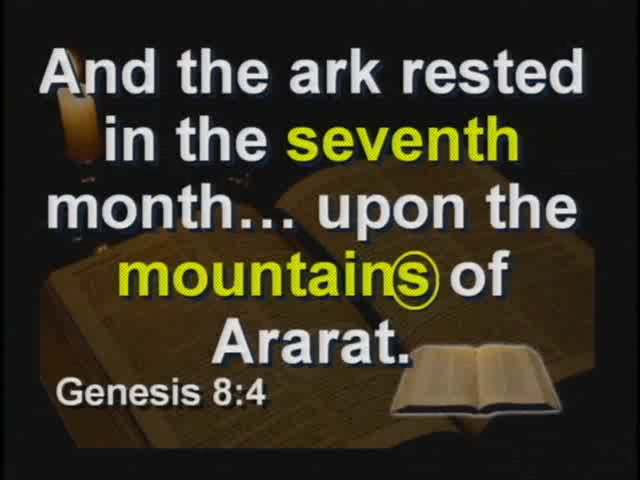 And the ark rested
in the seventh
month... upon the
mountains of
Ararat.
Genesis 8:4